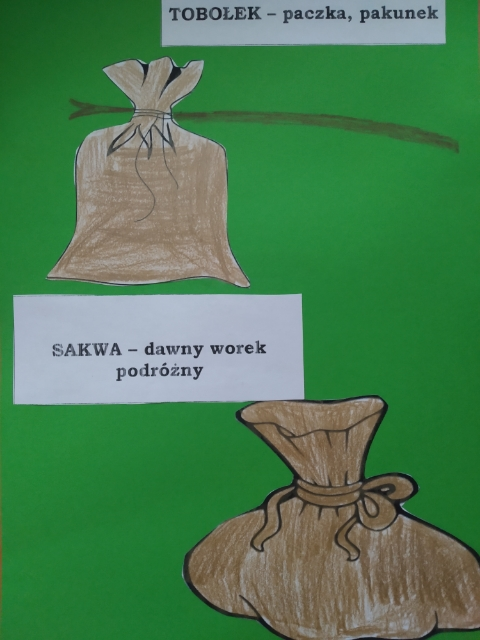 TOBOŁEK – paczka, pakunek
SAKWA – dawny worek
podróżny